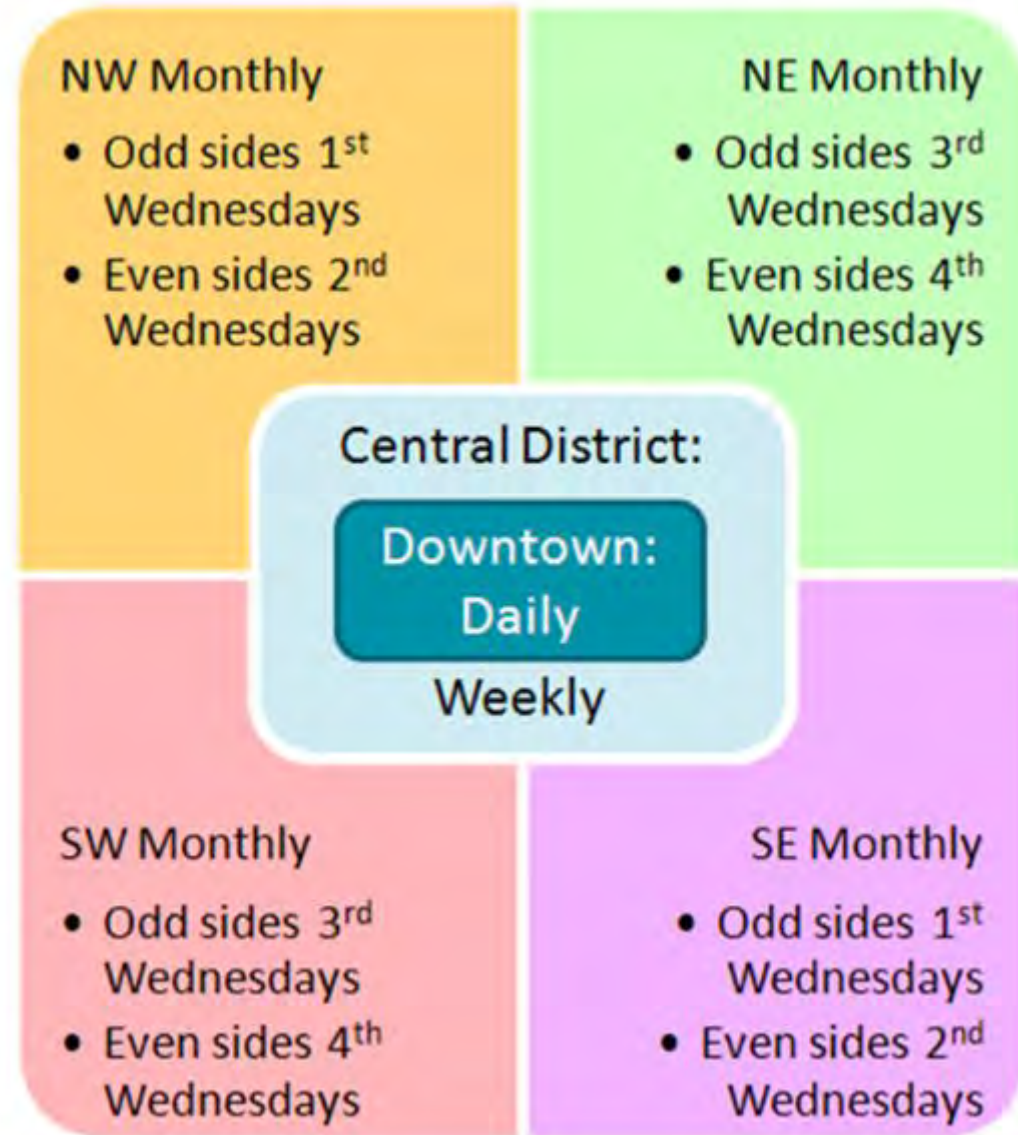 NW Monthly
• Odd sides 1st
Wednesdays
• Even sides 2nd
Wednesdays
NE Monthly
• Odd sides 3rd
Wednesdays
• Even sides 4th
Wednesdays
Central District:
Downtown:
Daily
Weekly
SW Monthly
• Odd sides 3rd
Wednesdays
• Even sides 4th
Wednesdays
SE Monthly
• Odd sides 1st
Wednesdays
• Even sides 2nd
Wednesdays